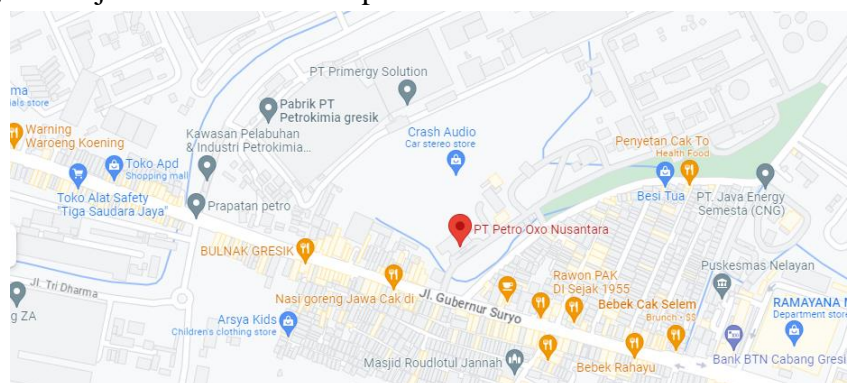 PT Primergy Solution
Pabrik PT
Petrokimia gresik
Kawasan Pelabuhan
& Industri Petrokimia...
Crash Audio
Car stereo store
Penyetan Cak To
Health Food
ma
als store
Warning
Waroeng Koening
Toko Apd
Shopping mall
Toko Alat Safety
"Tiga Saudara Jaya"
Prapatan petro
Besi Tua
PT. Java Energy
Semesta (CNG)
PT Petro Oxo Nusantara
BULNAK GRESIK
Puskesmas Nelayan
Jl. Tri Dharma
g ZA
Nasi goreng Jawa Cak di
Jl. Gubernur Suryo
Rawon PAK
DI Sejak 1955
Bebek Cak Selem
Brunch • $$
RAMAYANA M
Department store
Arsya Kids
Children's clothing store
Masjid Roudlotul Jannah
Bebek Rahayu
Bank BTN Cabang Gresi